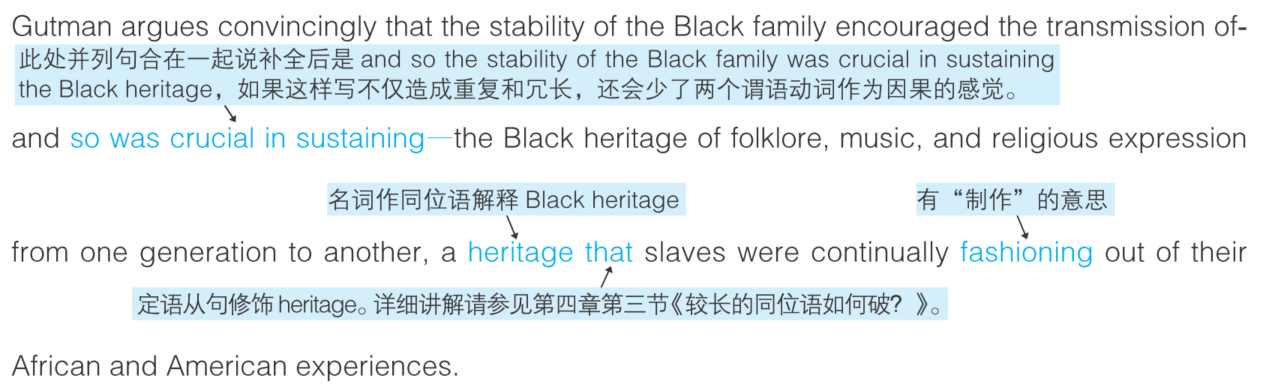 Gutman argues convincingly that the stability of the Black family encouraged the transmission of-
此处并列句合在一起说补全后是 and so the stability of the Black family was crucial in sustaining
the Black heritage，如果这样写不仅造成重复和冗长，还会少了两个谓语动词作为因果的感觉。
and so was crucial in sustaining—the Black heritage of folklore, music, and religious expression
名词作同位语解释 Black heritage
有“制作”的意思
from one generation to another, a heritage that slaves were continually fashioning out of their
定语从句修饰 heritage。详细讲解请参见第四章第三节《较长的同位语如何破？》。
African and American experiences.